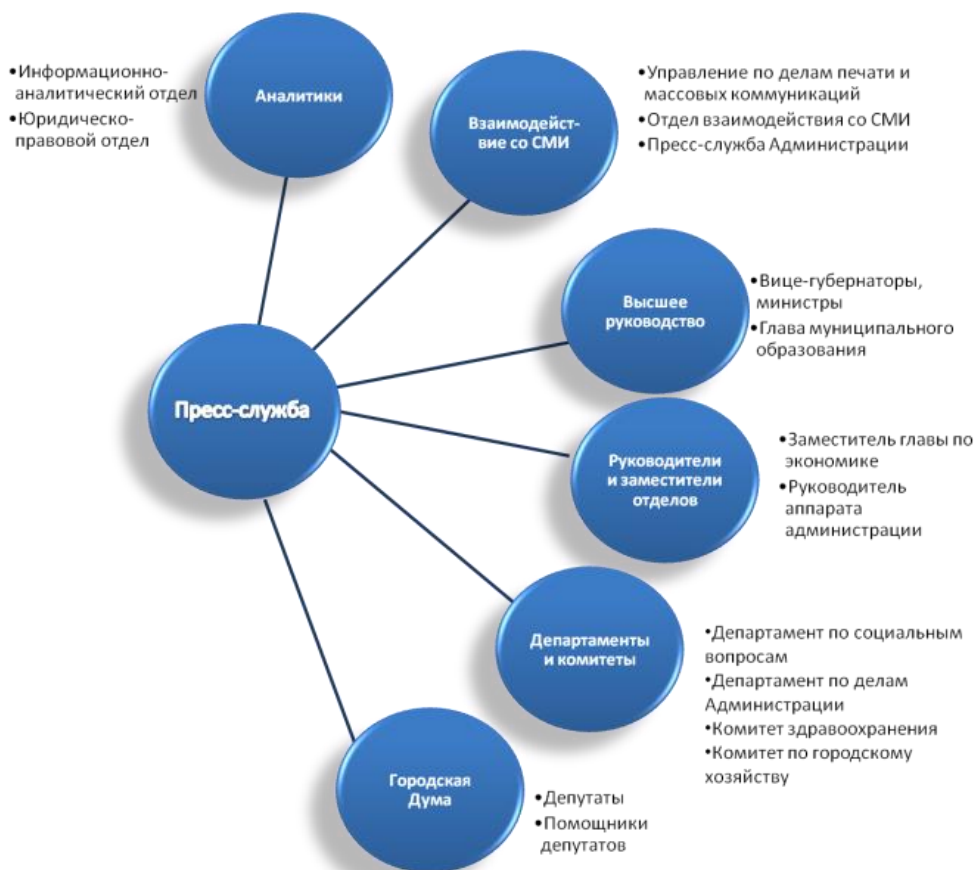 •Информационно-
аналитический отдел
•Юридическо-
правовой отдел
Аналитики
Взаимодейст-
вие со СМИ
•Управление по делам печати и
массовых коммуникаций
•Отдел взаимодействия со СМИ
•Пресс-служба Администрации
Высшее
руководство
•Вице-губернаторы,
министры
•Глава муниципального
образования
Пресс-служба
Руководители
и заместители
отделов
•Заместитель главы по
экономике
•Руководитель
аппарата
администрации
Департаменты
и комитеты
•Департамент по социальным
вопросам
•Департамент по делам
Администрации
•Комитет здравоохранения
•Комитет по городскому
хозяйству
Городская
Дума
•Депутаты
•Помощники
депутатов